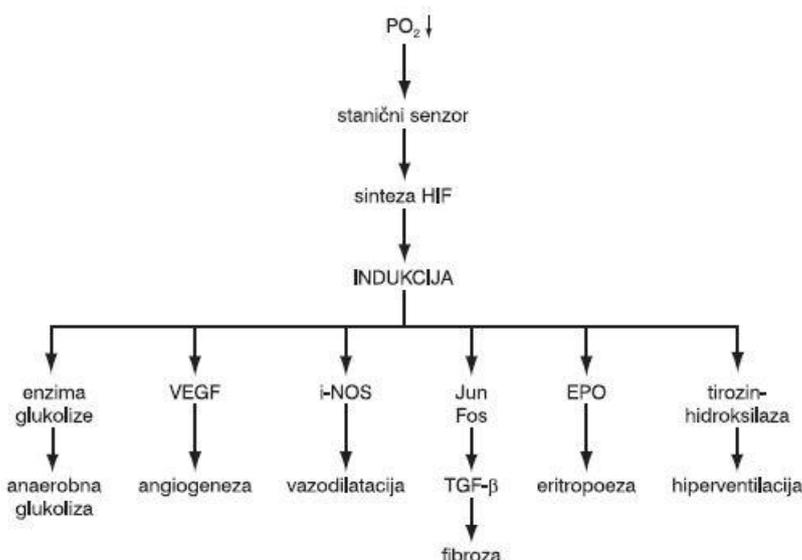 PO₂↓
stanični senzor
sinteza HIF
INDUKCIJA
enzima
glukolize
VEGF
i-NOS
Jun
Fos
EPO
tirozin-
hidroksilaza
anaerobna
glukoliza
angiogeneza
vazodilatacija
TGF-β
eritropoeza
hiperventilacija
fibroza